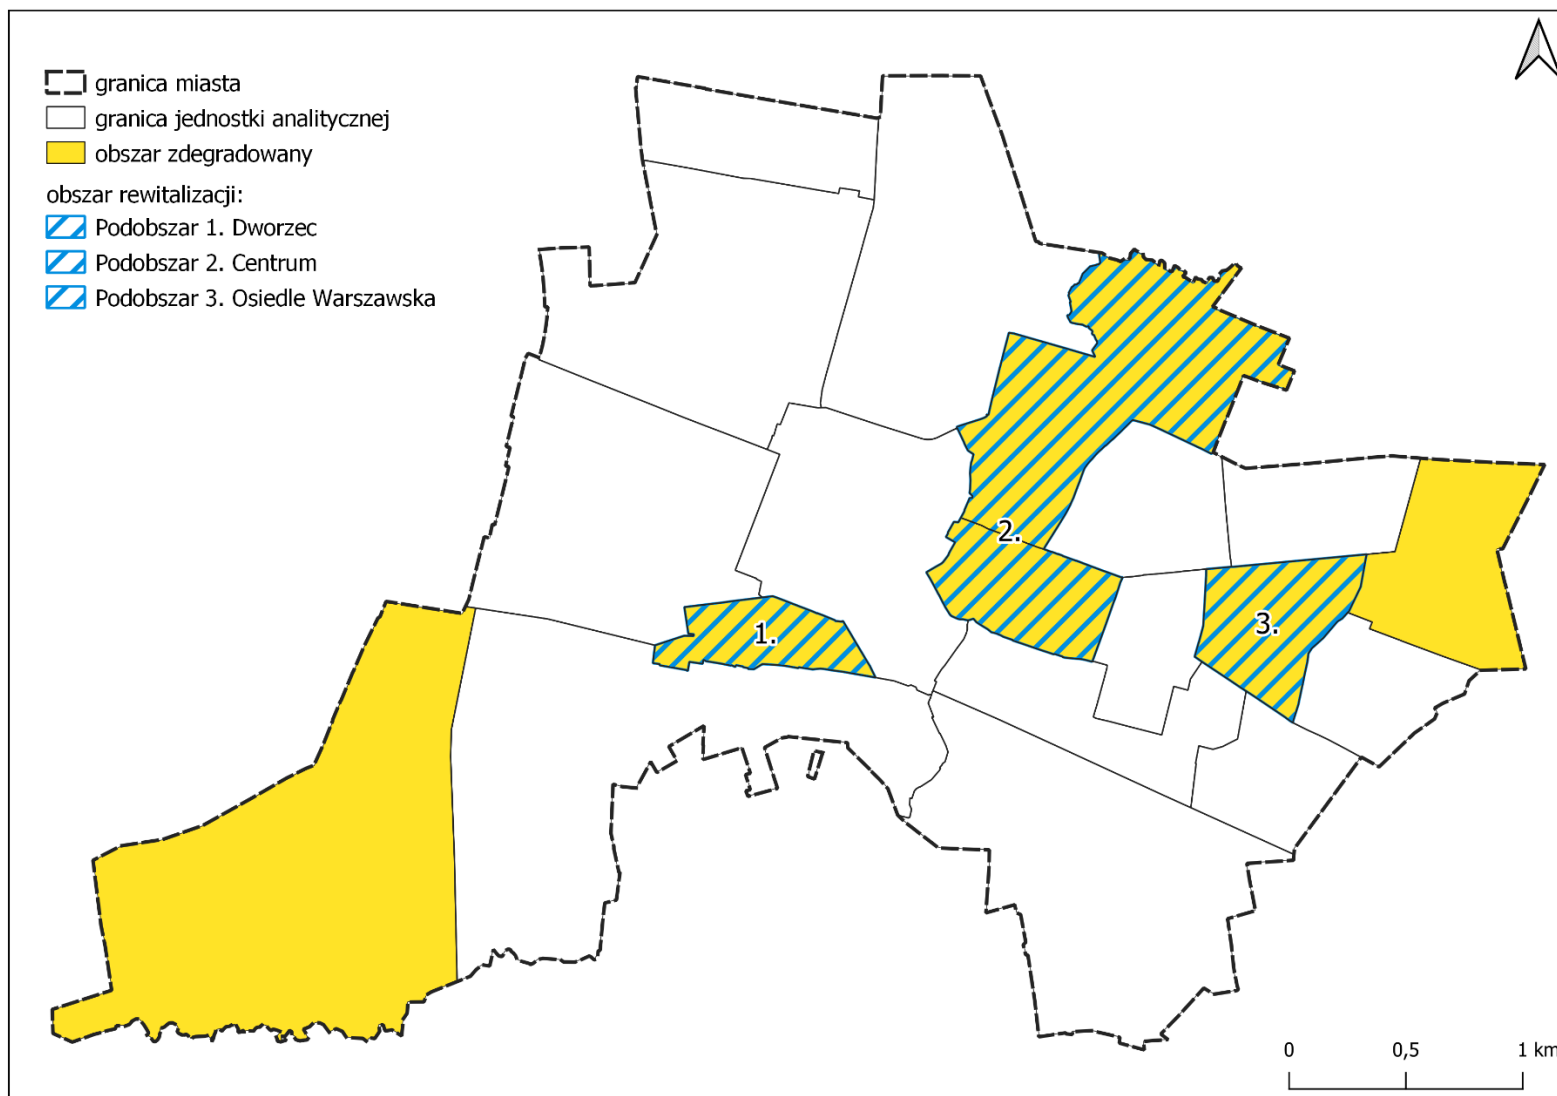 granica miasta
granica jednostki analitycznej
obszar zdegradowany
obszar rewitalizacji:
Podobszar 1. Dworzec
Podobszar 2. Centrum
Podobszar 3. Osiedle Warszawska
2.
3.
1.
0 0,5 1 km